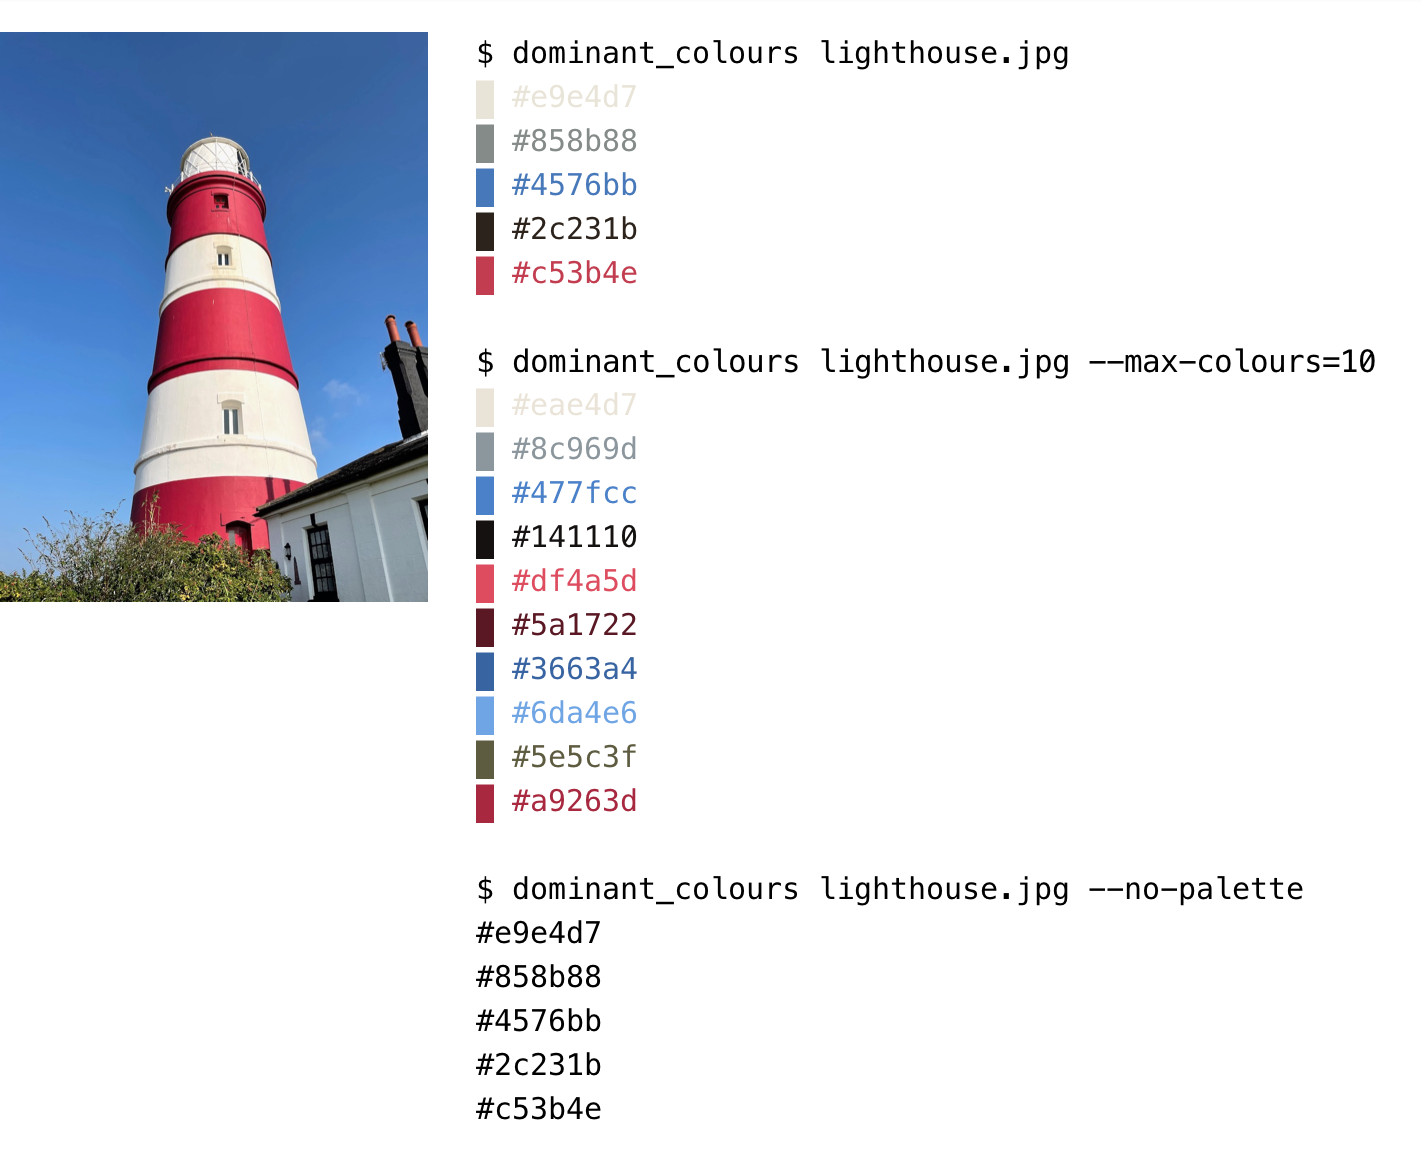 $ dominant_colours lighthouse.jpg
#e9e4d7
#858b88
#4576bb
#2c231b
#c53b4e
$ dominant_colours lighthouse.jpg --max-colours=10
#eae4d7
#8c969d
#477fcc
#141110
#df4a5d
#5a1722
#3663a4
#6da4e6
#5e5c3f
#a9263d
$ dominant_colours lighthouse.jpg --no-palette
#e9e4d7
#858b88
#4576bb
#2c231b
#c53b4e